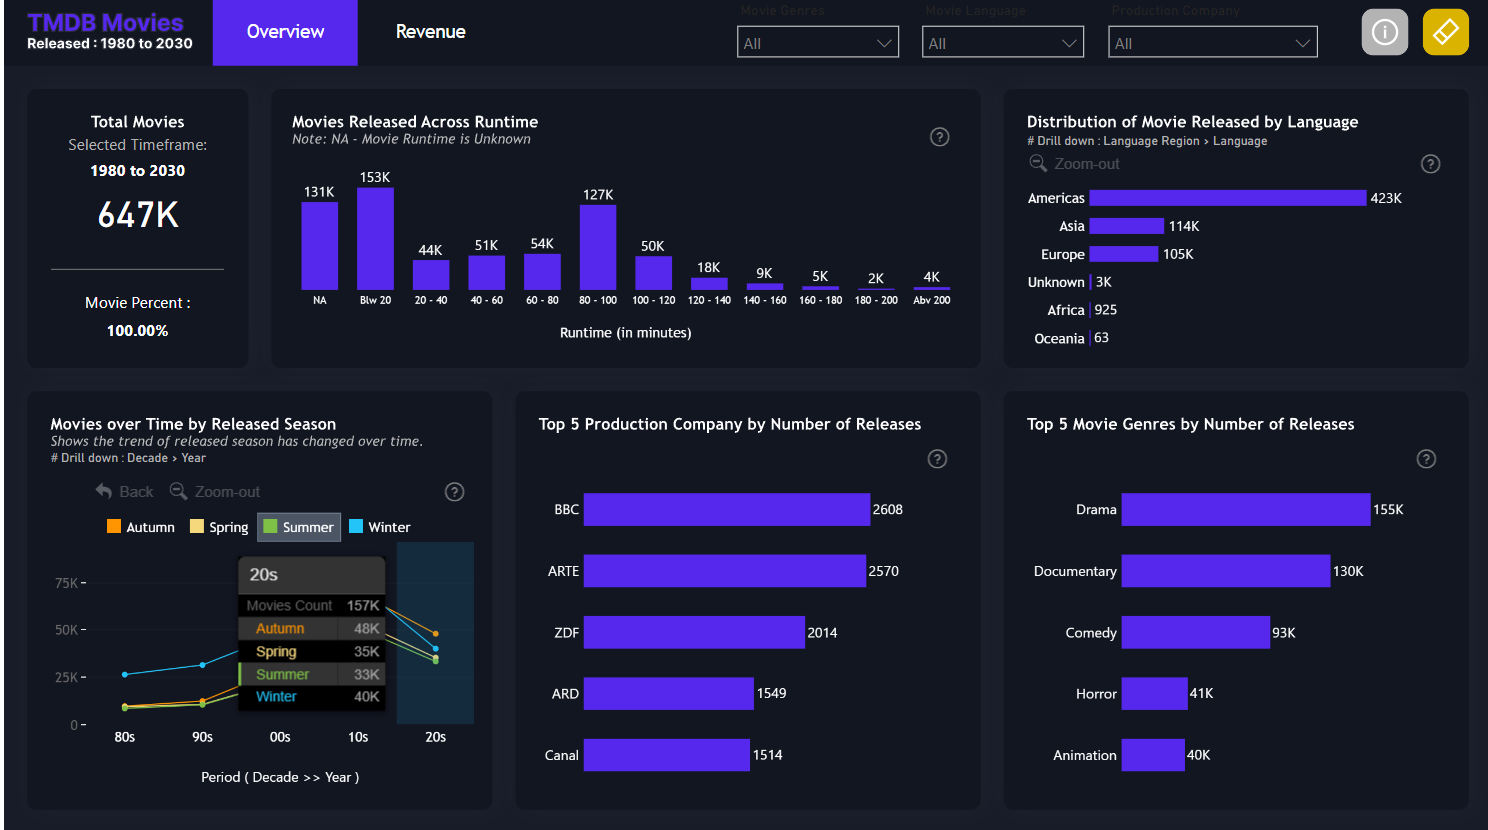 TMDB Movies
Released : 1980 to 2030
Overview
Revenue
Movie Genres
All
Movie Language
All
Production Company
All
Total Movies
Selected Timeframe:
1980 to 2030
647K
Movie Percent :
100.00%
Movies Released Across Runtime
Note: NA - Movie Runtime is Unknown
?
131K
153K
44K
51K
54K
127K
50K
18K
9K
5K
2K
4K
NA
Blw 20
20 - 40
40 - 60
60 - 80
80 - 100
100 - 120
120 - 140
140 - 160
160 - 180
180 - 200
Abv 200
Runtime (in minutes)
Distribution of Movie Released by Language
# Drill down : Language Region > Language
Zoom-out
?
Americas 423K
Asia 114K
Europe 105K
Unknown 3K
Africa 925
Oceania 63
Movies over Time by Released Season
Shows the trend of released season has changed over time.
# Drill down : Decade > Year
Back Zoom-out
?
Autumn Spring Summer Winter
75K
50K
25K
0
20s
Movies Count 157K
Autumn 48K
Spring 35K
Summer 33K
Winter 40K
80s 90s 00s 10s 20s
Period ( Decade >> Year )
Top 5 Production Company by Number of Releases
?
BBC 2608
ARTE 2570
ZDF 2014
ARD 1549
Canal 1514
Top 5 Movie Genres by Number of Releases
?
Drama 155K
Documentary 130K
Comedy 93K
Horror 41K
Animation 40K